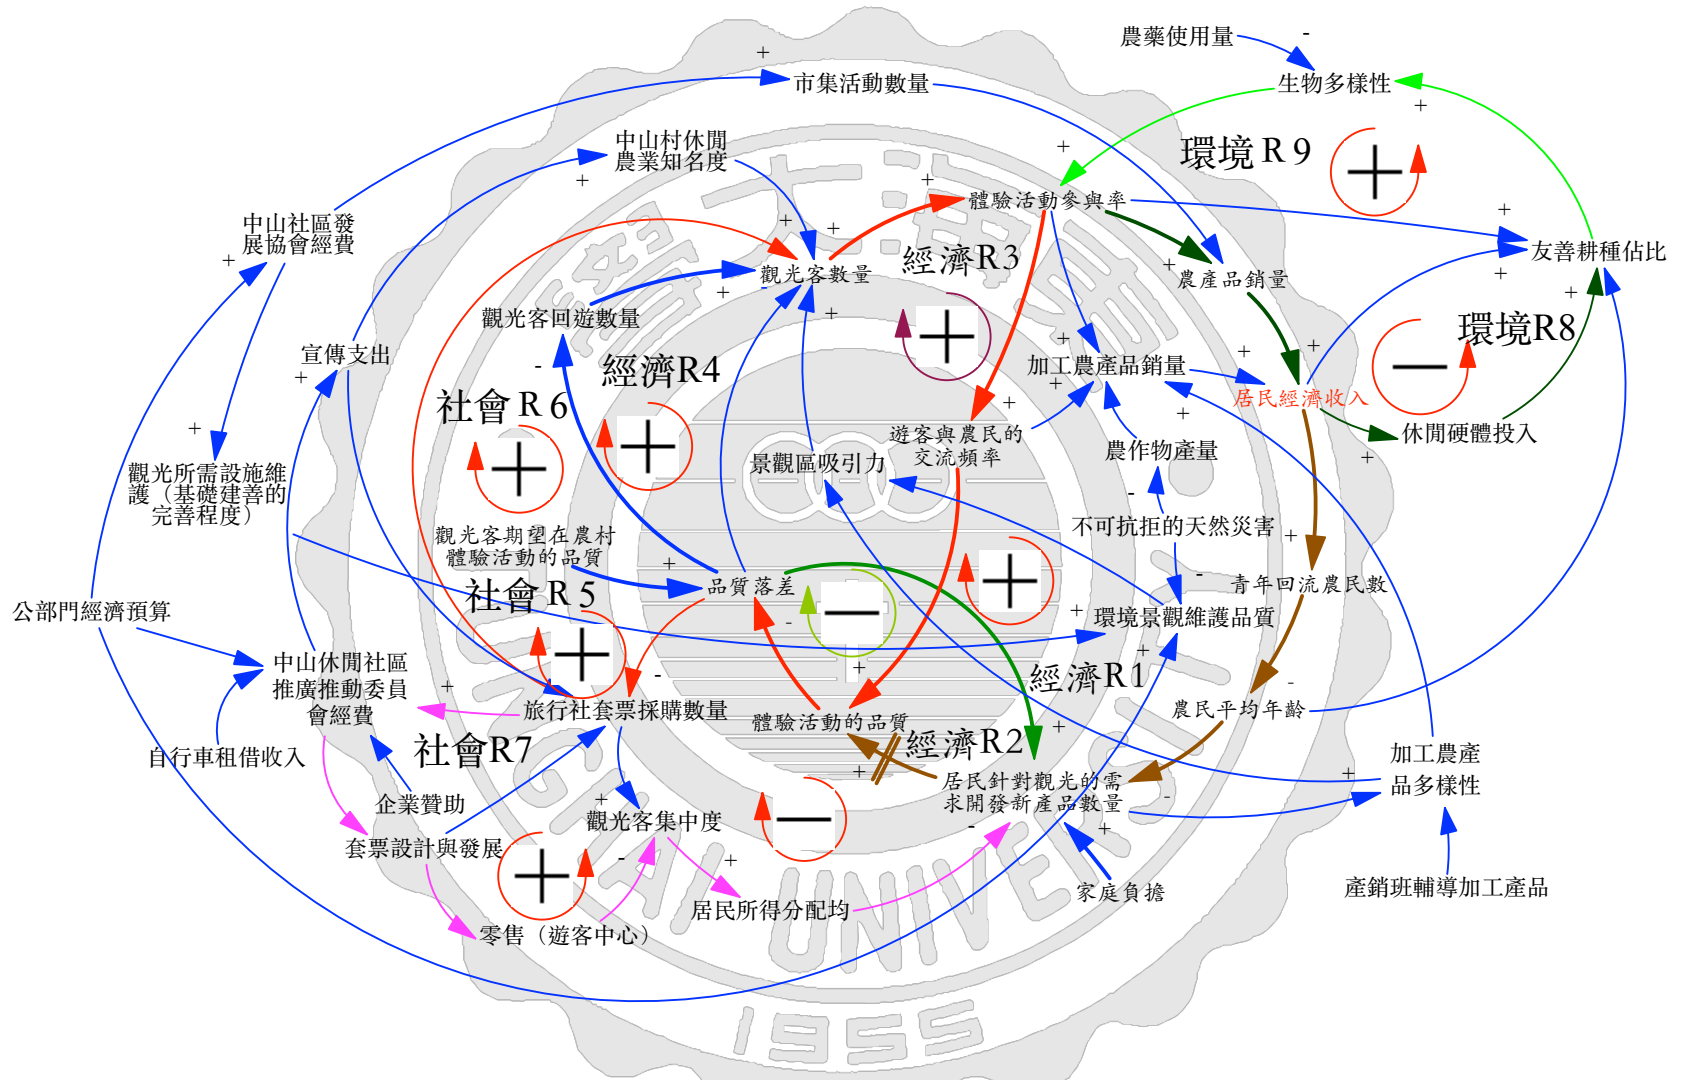 農藥使用量
-
+
市集活動數量
生物多樣性
+
中山村休閒
農業知名度
+
環境R9
+
+
體驗活動參與率
+
+
中山社區發
展協會經費
+
+
+
經濟R3
友善耕種佔比
觀光客數量
農產品銷量
+
+
+
-
+
+
觀光客回遊數量
+
環境R8
宣傳支出
+
+
+
+
-
經濟R4
加工農產品銷量
+
居民經濟收入
社會R6
+
+
遊客與農民的
交流頻率
休閒硬體投入
農作物產量
+
+
觀光所需設施維
護（基礎建善的
完善程度）
景觀區吸引力
-
不可抗拒的天然災害
觀光客期望在農村
體驗活動的品質
+
+
-
青年回流農民數
品質落差
社會R5
公部門經濟預算
+
環境景觀維護品質
-
+
中山休閒社區
推廣推動委員
會經費
+
-
經濟R1
-
+
旅行社套票採購數量
體驗活動的品質
農民平均年齡
+
社會R7
經濟R2
自行車租借收入
+
居民針對觀光的需
求開發新產品數量
加工農產
品多樣性
+
-
企業贊助
+
觀光客集中度
-
+
套票設計與發展
-
+
家庭負擔
產銷班輔導加工產品
居民所得分配均
零售（遊客中心）
UNG HAI UNIVERSITY
1955